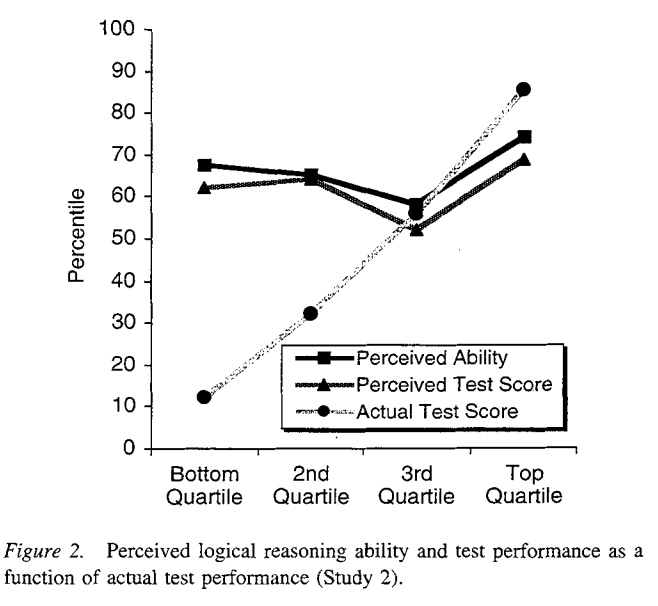 100
90
80
70
60
50
40
30
20
10
0
Percentile
Perceived Ability
Perceived Test Score
Actual Test Score
Bottom Quartile
2nd Quartile
3rd Quartile
Top Quartile
Figure 2. Perceived logical reasoning ability and test performance as a
function of actual test performance (Study 2).